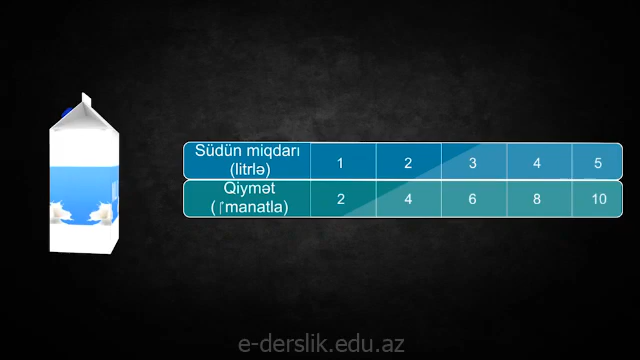 Südün miqdarı
(litrlə)
1 2 3 4 5
Qiymət
(manatla)
2 4 6 8 10
e-derslik.edu.az